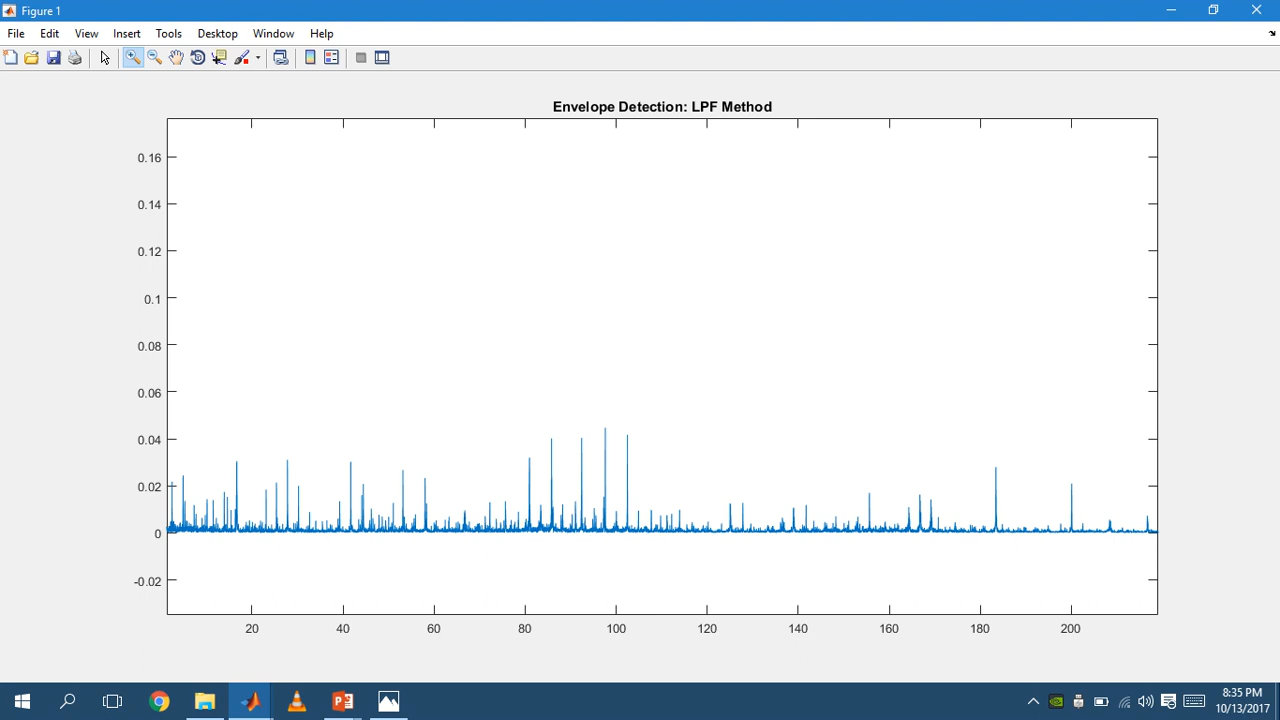 Figure 1
File Edit View Insert Tools Desktop Window Help
Envelope Detection: LPF Method
0.16
0.14
0.12
0.1
0.08
0.06
0.04
0.02
0
-0.02
20 40 60 80 100 120 140 160 180 200
8:35 PM
10/13/2017